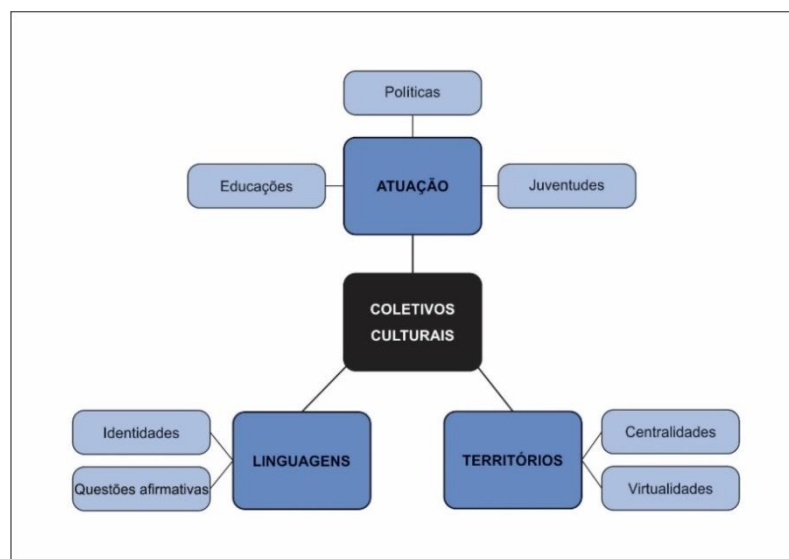 Políticas
Educações
ATUAÇÃO
Juventudes
COLETIVOS
CULTURAIS
Identidades
Questões afirmativas
LINGUAGENS
TERRITÓRIOS
Centralidades
Virtualidades